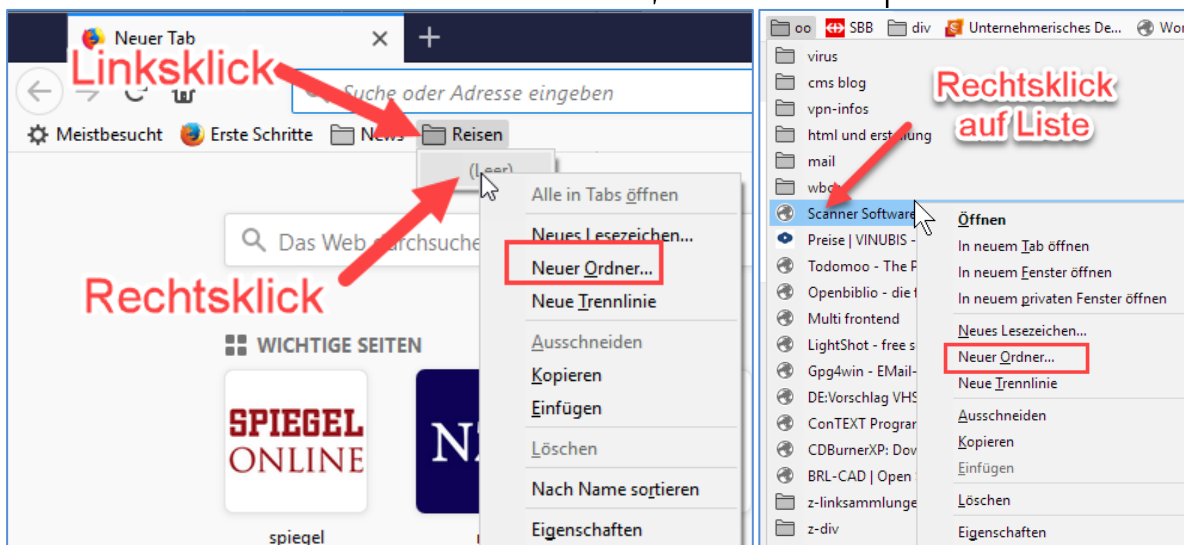 Neuer Tab
Linksklick
Suche oder Adresse eingeben
Meistbesucht
Erste Schritte
News
Reisen
(Leer)
Das Web durchsuche
Rechtsklick
WICHTIGE SEITEN
SPIEGEL
ONLINE
spiegel
Alle in Tabs öffnen
Neues Lesezeichen...
Neuer Ordner...
Neue Trennlinie
Ausschneiden
Kopieren
Einfügen
Löschen
Nach Name sortieren
Eigenschaften
oo
SBB
div
Unternehmerisches De...
Wor
Rechtsklick
auf Liste
virus
cms blog
vpn-infos
html und erstellung
mail
Scanner Software
Preise | VINUBIS -
Todomoo - The P
Openbiblio - die f
Multi frontend
LightShot - free s
Gpg4win - EMail-
DE:Vorschlag VHS
ConTEXT Prograr
CDBurnerXP: Dov
BRL-CAD | Open
z-linksammlunge
z-div
Öffnen
In neuem Tab öffnen
In neuem Fenster öffnen
In neuem privaten Fenster öffnen
Neues Lesezeichen...
Neuer Ordner...
Neue Trennlinie
Ausschneiden
Kopieren
Einfügen
Löschen
Eigenschaften